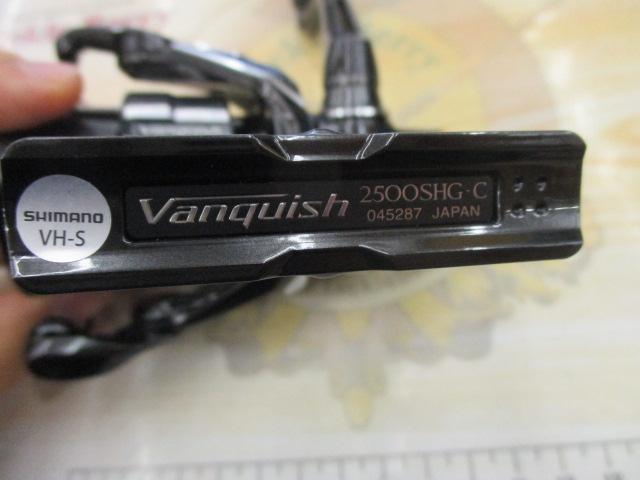 SHIMANO
VH-S
Vanquish 2500SHG·C
045287 JAPAN